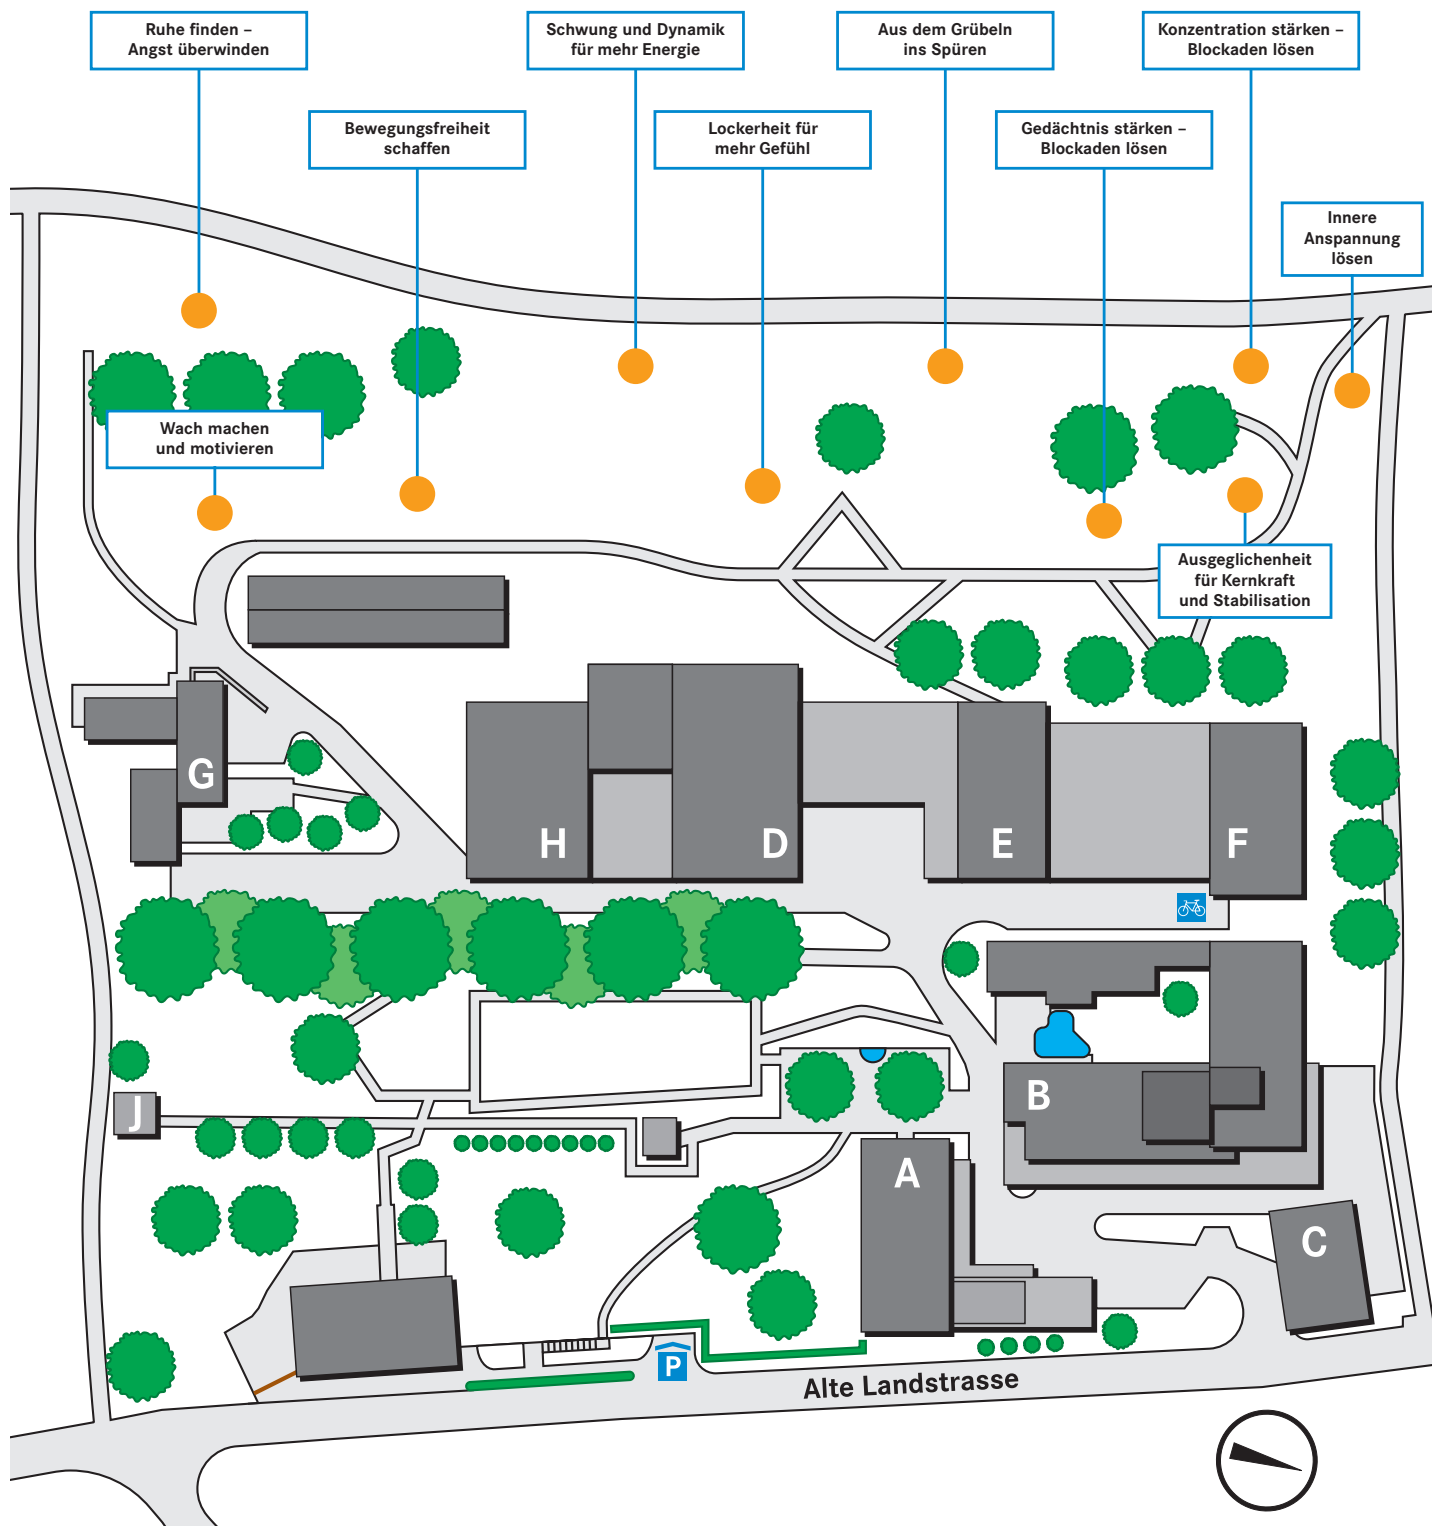 Ruhe finden –
Angst überwinden
Schwung und Dynamik
für mehr Energie
Aus dem Grübeln
ins Spüren
Konzentration stärken –
Blockaden lösen
Bewegungsfreiheit
schaffen
Lockerheit für
mehr Gefühl
Gedächtnis stärken –
Blockaden lösen
Innere
Anspannung
lösen
Wach machen
und motivieren
Ausgeglichenheit
für Kernkraft
und Stabilisation
G
H
D
E
F
J
B
A
C
P
Alte Landstrasse